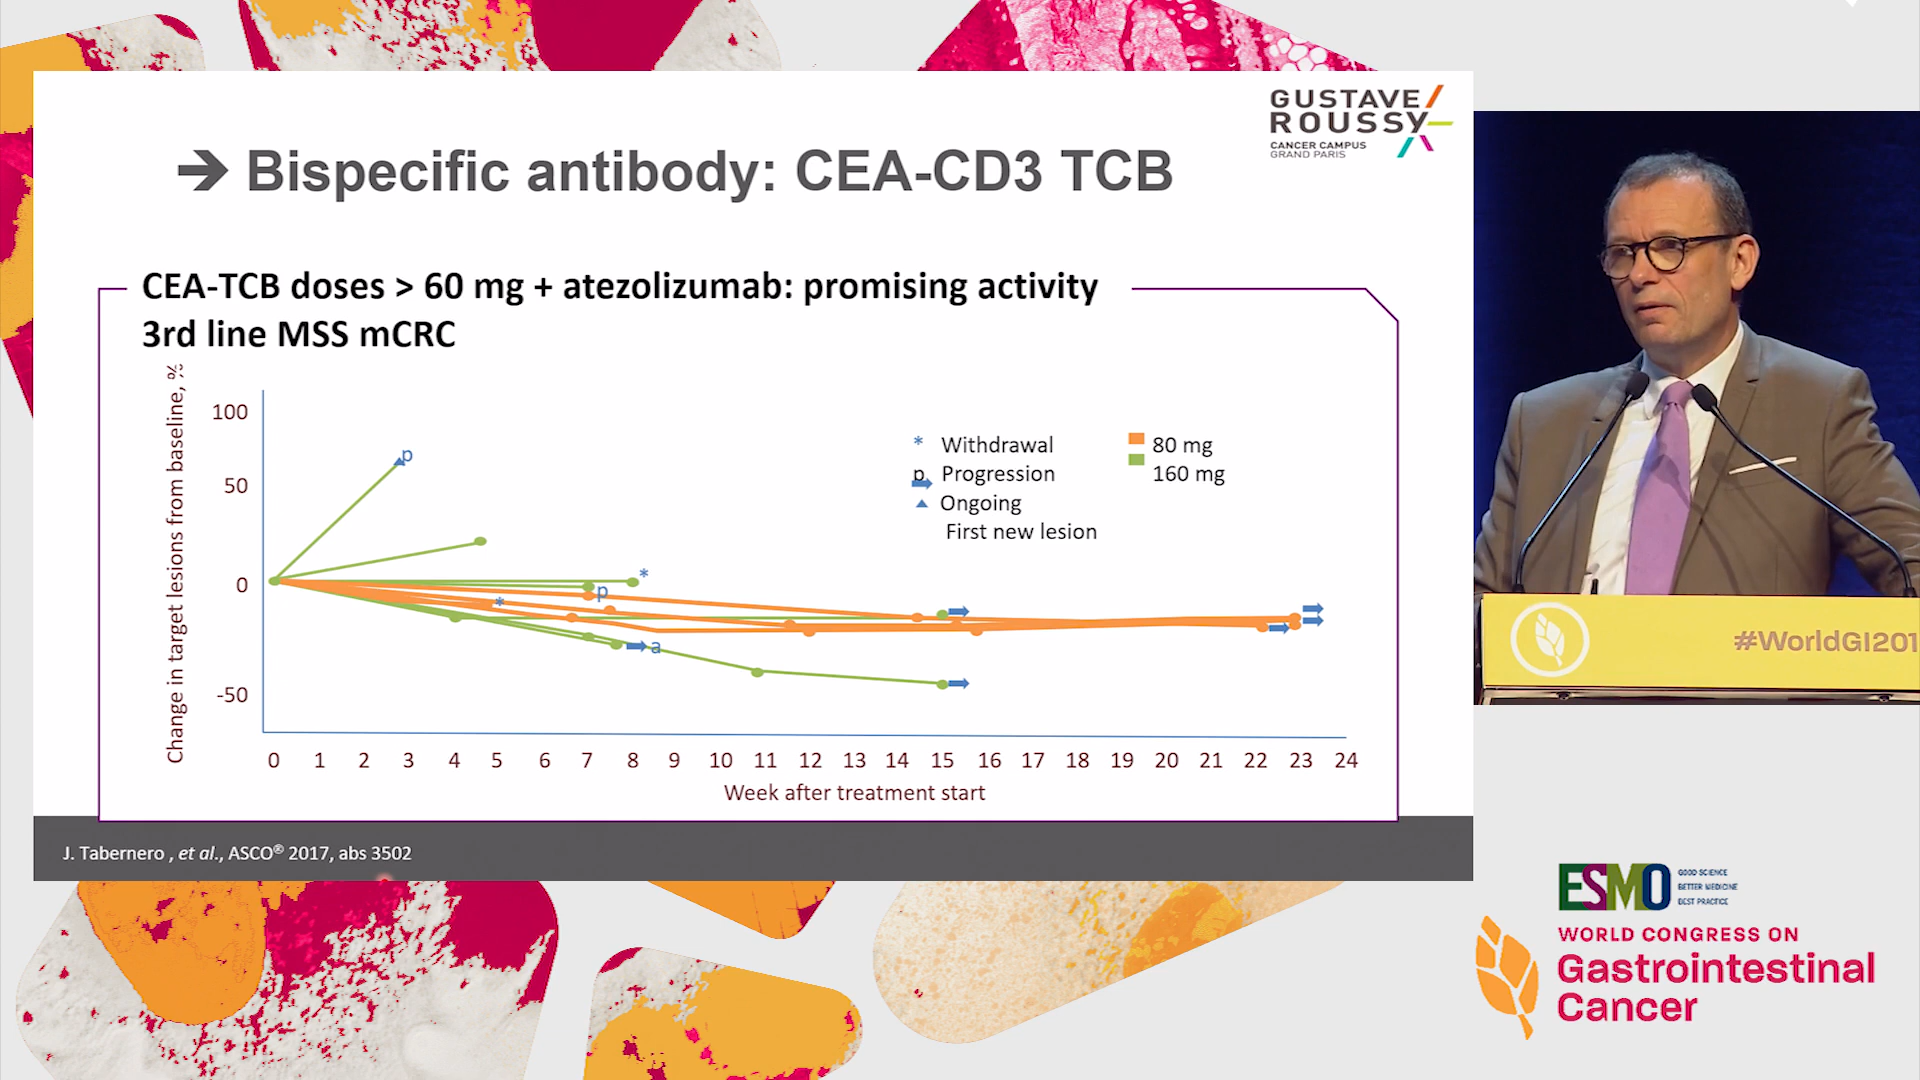 GUSTAVE
ROUSSY
CANCER CAMPUS
GRAND PARIS
➔ Bispecific antibody: CEA-CD3 TCB
CEA-TCB doses > 60 mg + atezolizumab: promising activity
3rd line MSS mCRC
Change in target lesions from baseline, %
100
50
0
-50
p
*
p
*
a
* Withdrawal
p Progression
Ongoing
First new lesion
80 mg
160 mg
0 1 2 3 4 5 6 7 8 9 10 11 12 13 14 15 16 17 18 19 20 21 22 23 24
Week after treatment start
J. Tabernero , et al., ASCO® 2017, abs 3502
#WorldGI201
ESMO
GOOD SCIENCE
BETTER MEDICINE
BEST PRACTICE
WORLD CONGRESS ON
Gastrointestinal
Cancer